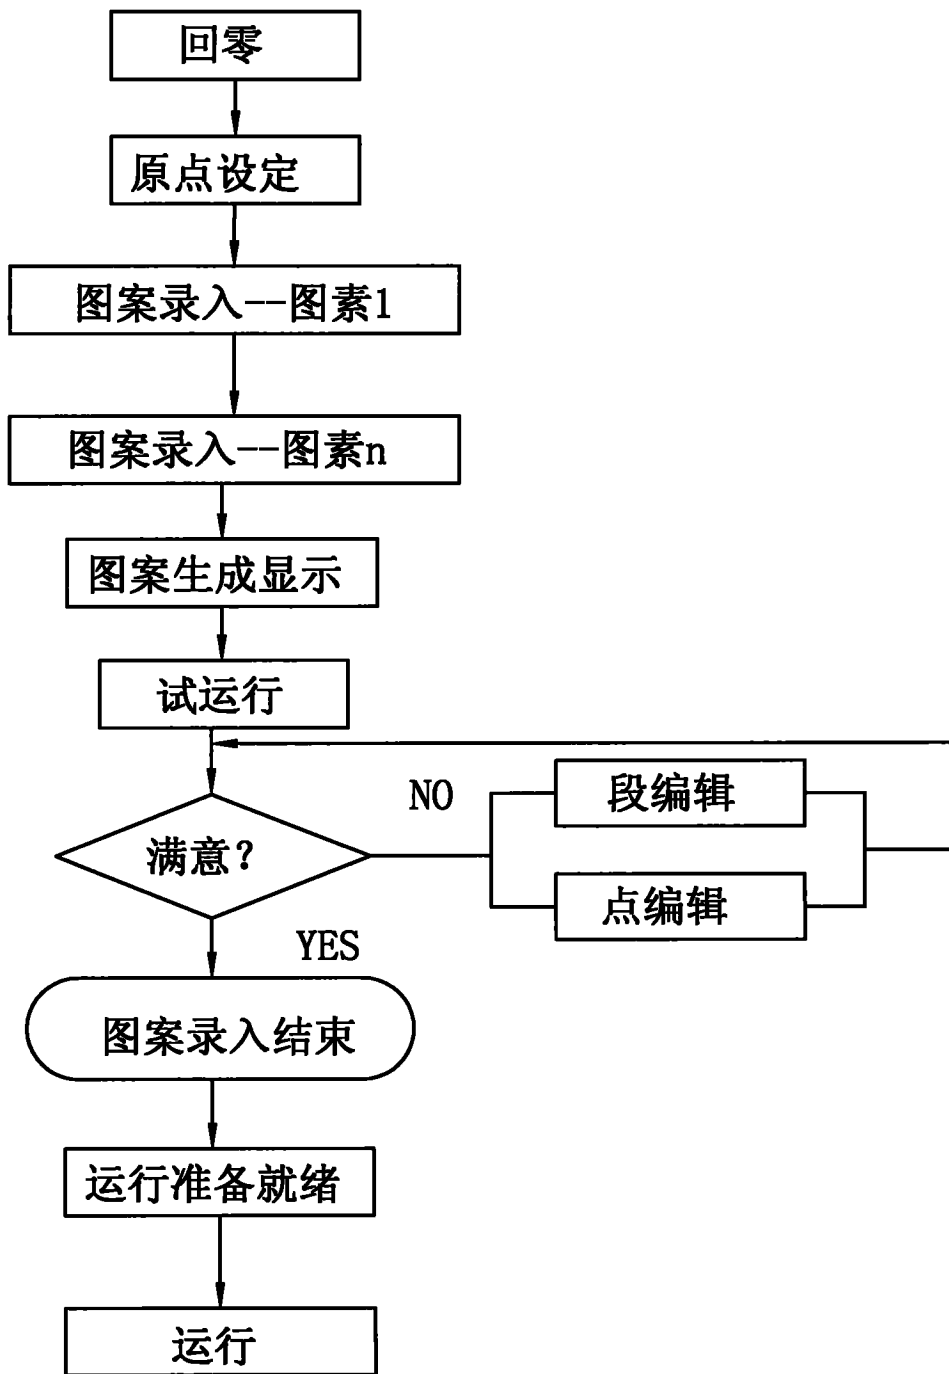 回零
原点设定
图案录入--图素1
图案录入--图素n
图案生成显示
试运行
NO
段编辑
满意?
点编辑
YES
图案录入结束
运行准备就绪
运行